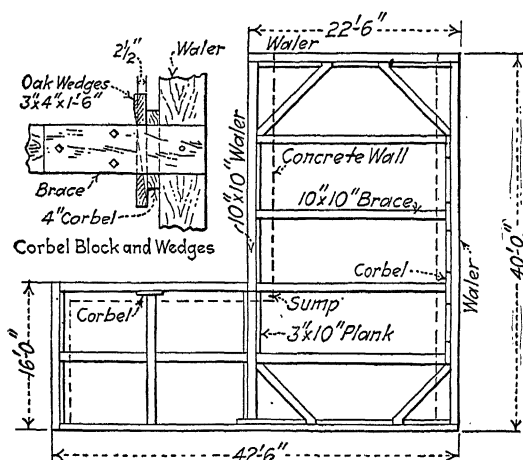 22'-6"
2½"
Waler
Waler
Oak Wedges
3"x4"x1'-6"
Brace
4" Corbel
Corbel Block and Wedges
10"x10" Waler
Concrete Wall
10"x10" Brace
Corbel
Waler
40'-0"
Corbel
Sump
3"x10" Plank
16'-0"
42'-6"